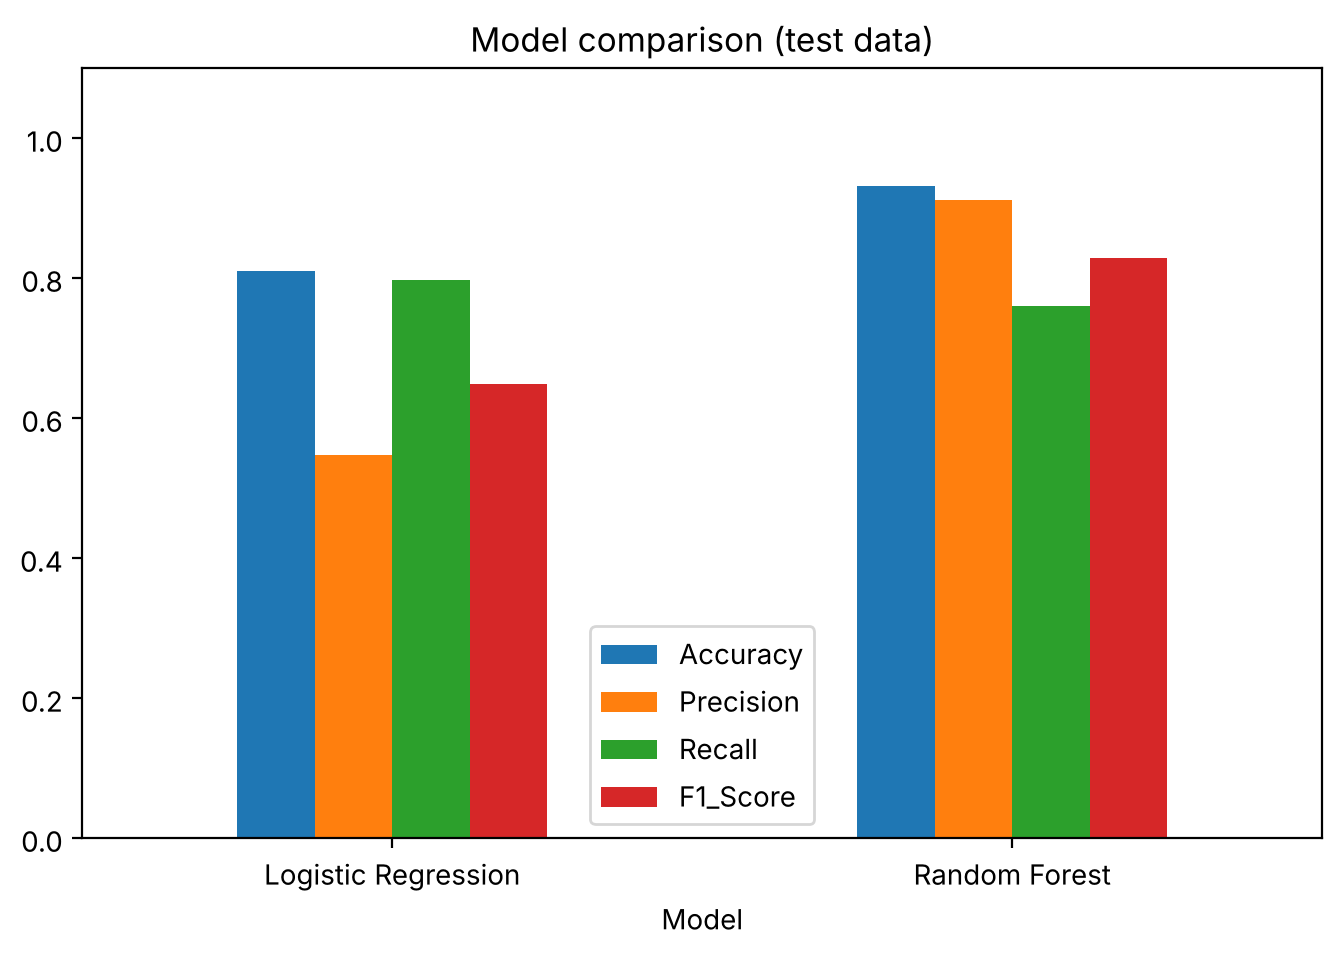 Model comparison (test data)
1.0
0.8
0.6
0.4
0.2
0.0
Accuracy
Precision
Recall
F1_Score
Logistic Regression
Random Forest
Model